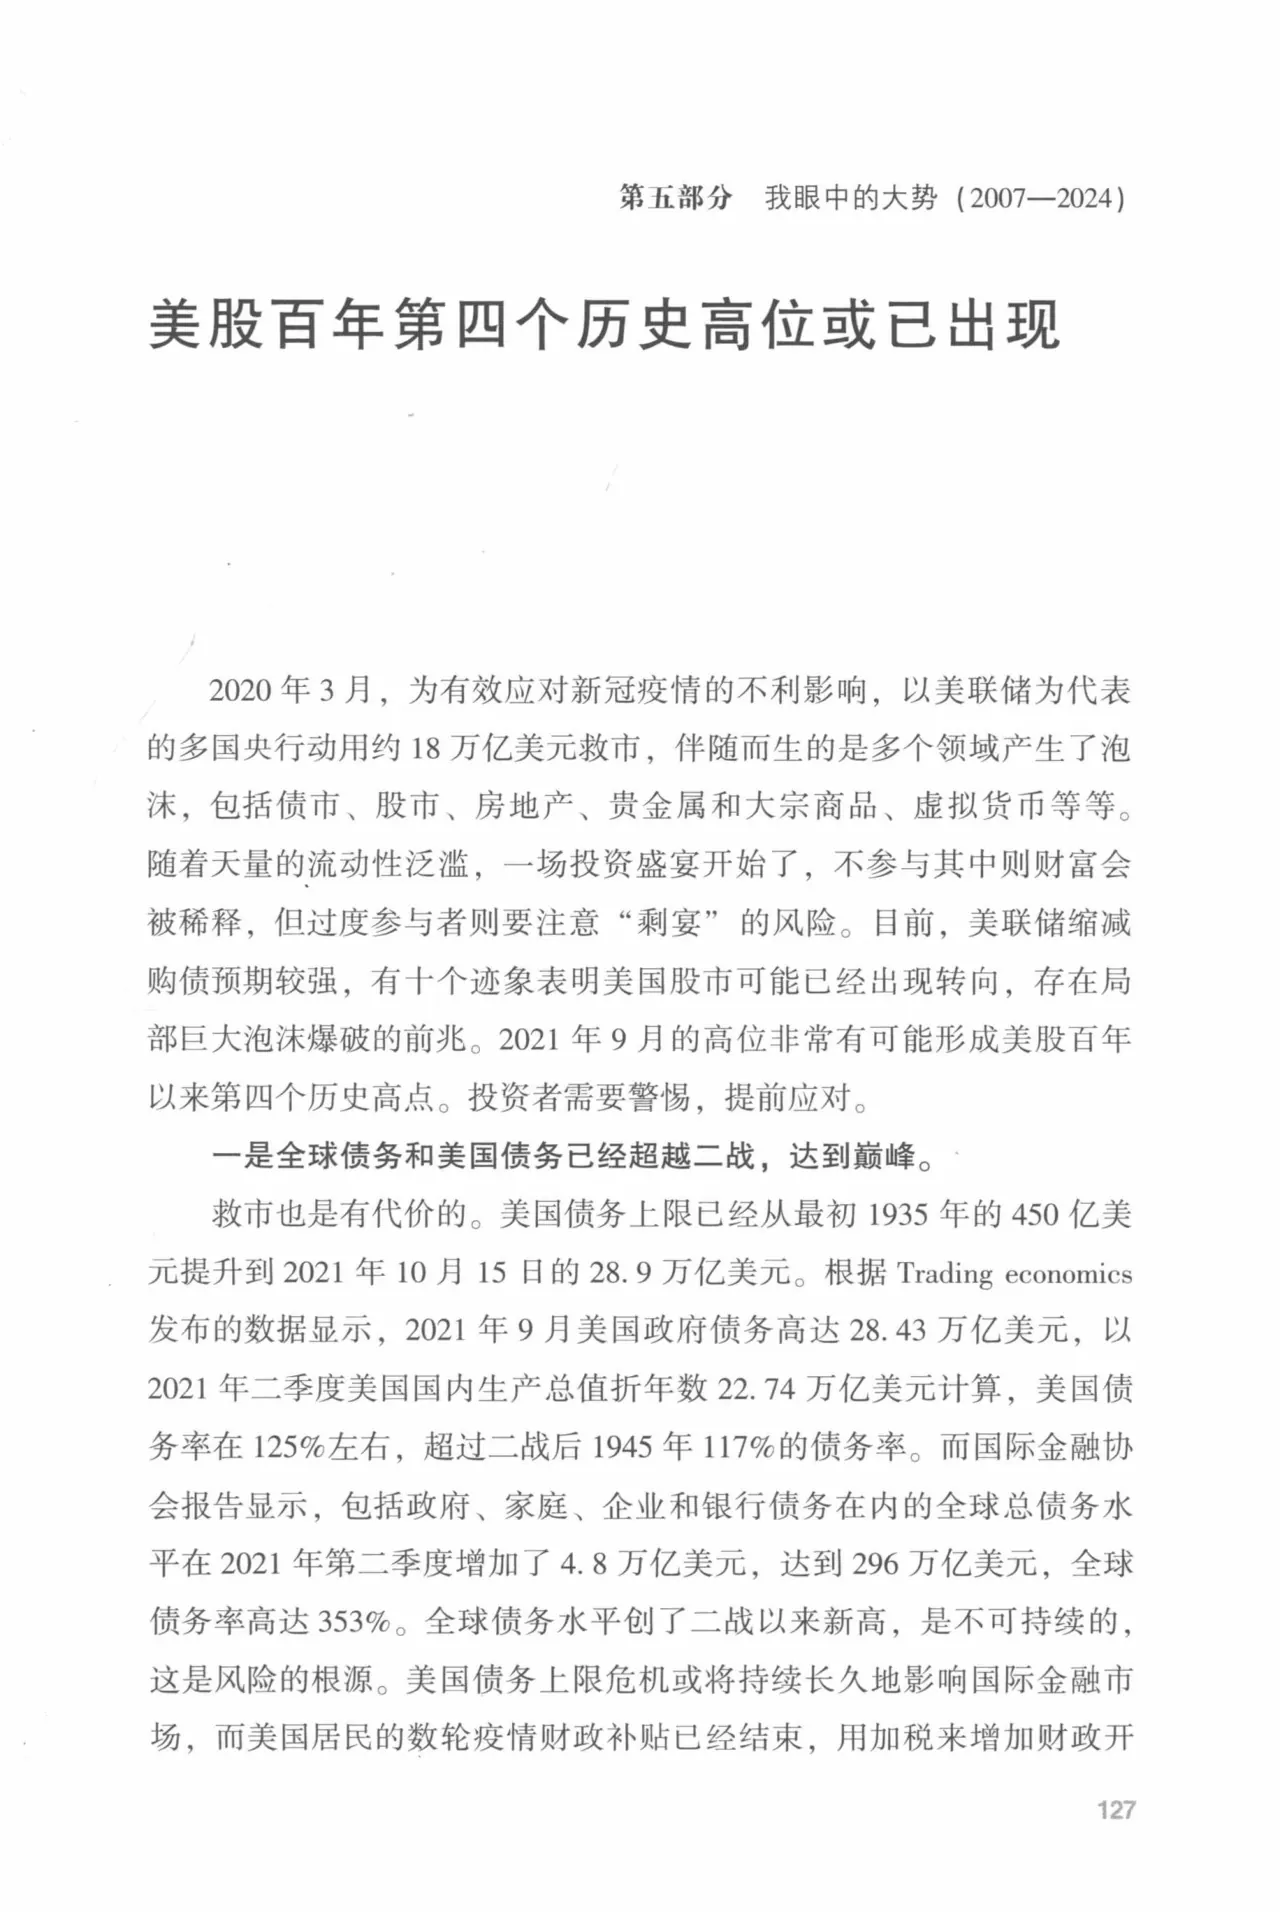 第五部分 我眼中的大势(2007—2024)
美股百年第四个历史高位或已出现
2020 年 3 月，为有效应对新冠疫情的不利影响，以美联储为代表
的多国央行动用约 18 万亿美元救市，伴随而生的是多个领域产生了泡
沫，包括债市、股市、房地产、贵金属和大宗商品、虚拟货币等等。
随着天量的流动性泛滥，一场投资盛宴开始了，不参与其中则财富会
被稀释，但过度参与者则要注意“剩宴”的风险。目前，美联储缩减
购债预期较强，有十个迹象表明美国股市可能已经出现转向，存在局
部巨大泡沫爆破的前兆。2021 年 9 月的高位非常有可能形成美股百年
以来第四个历史高点。投资者需要警惕，提前应对。
一是全球债务和美国债务已经超越二战，达到巅峰。
救市也是有代价的。美国债务上限已经从最初 1935 年的 450 亿美
元提升到 2021 年 10 月 15 日的 28.9 万亿美元。根据 Trading economics
发布的数据显示，2021 年 9 月美国政府债务高达 28.43 万亿美元，以
2021 年二季度美国国内生产总值折年数 22.74 万亿美元计算，美国债
务率在 125%左右，超过二战后 1945 年 117%的债务率。而国际金融协
会报告显示，包括政府、家庭、企业和银行债务在内的全球总债务水
平在 2021 年第二季度增加了 4.8 万亿美元，达到 296 万亿美元，全球
债务率高达 353%。全球债务水平创了二战以来新高，是不可持续的，
这是风险的根源。美国债务上限危机或将持续长久地影响国际金融市
场，而美国居民的数轮疫情财政补贴已经结束，用加税来增加财政开
127